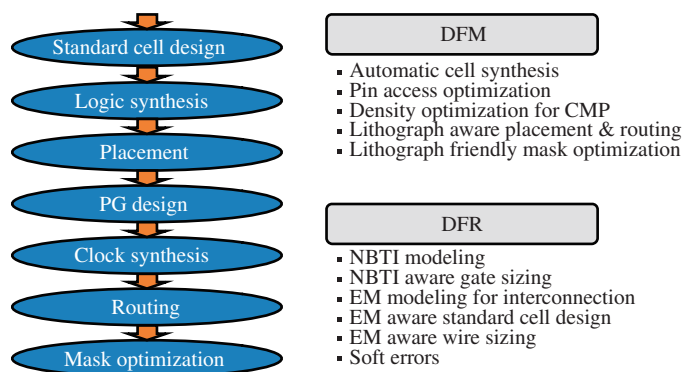 Standard cell design
Logic synthesis
Placement
PG design
Clock synthesis
Routing
Mask optimization
DFM
▪ Automatic cell synthesis
▪ Pin access optimization
▪ Density optimization for CMP
▪ Lithograph aware placement & routing
▪ Lithograph friendly mask optimization
DFR
▪ NBTI modeling
▪ NBTI aware gate sizing
▪ EM modeling for interconnection
▪ EM aware standard cell design
▪ EM aware wire sizing
▪ Soft errors